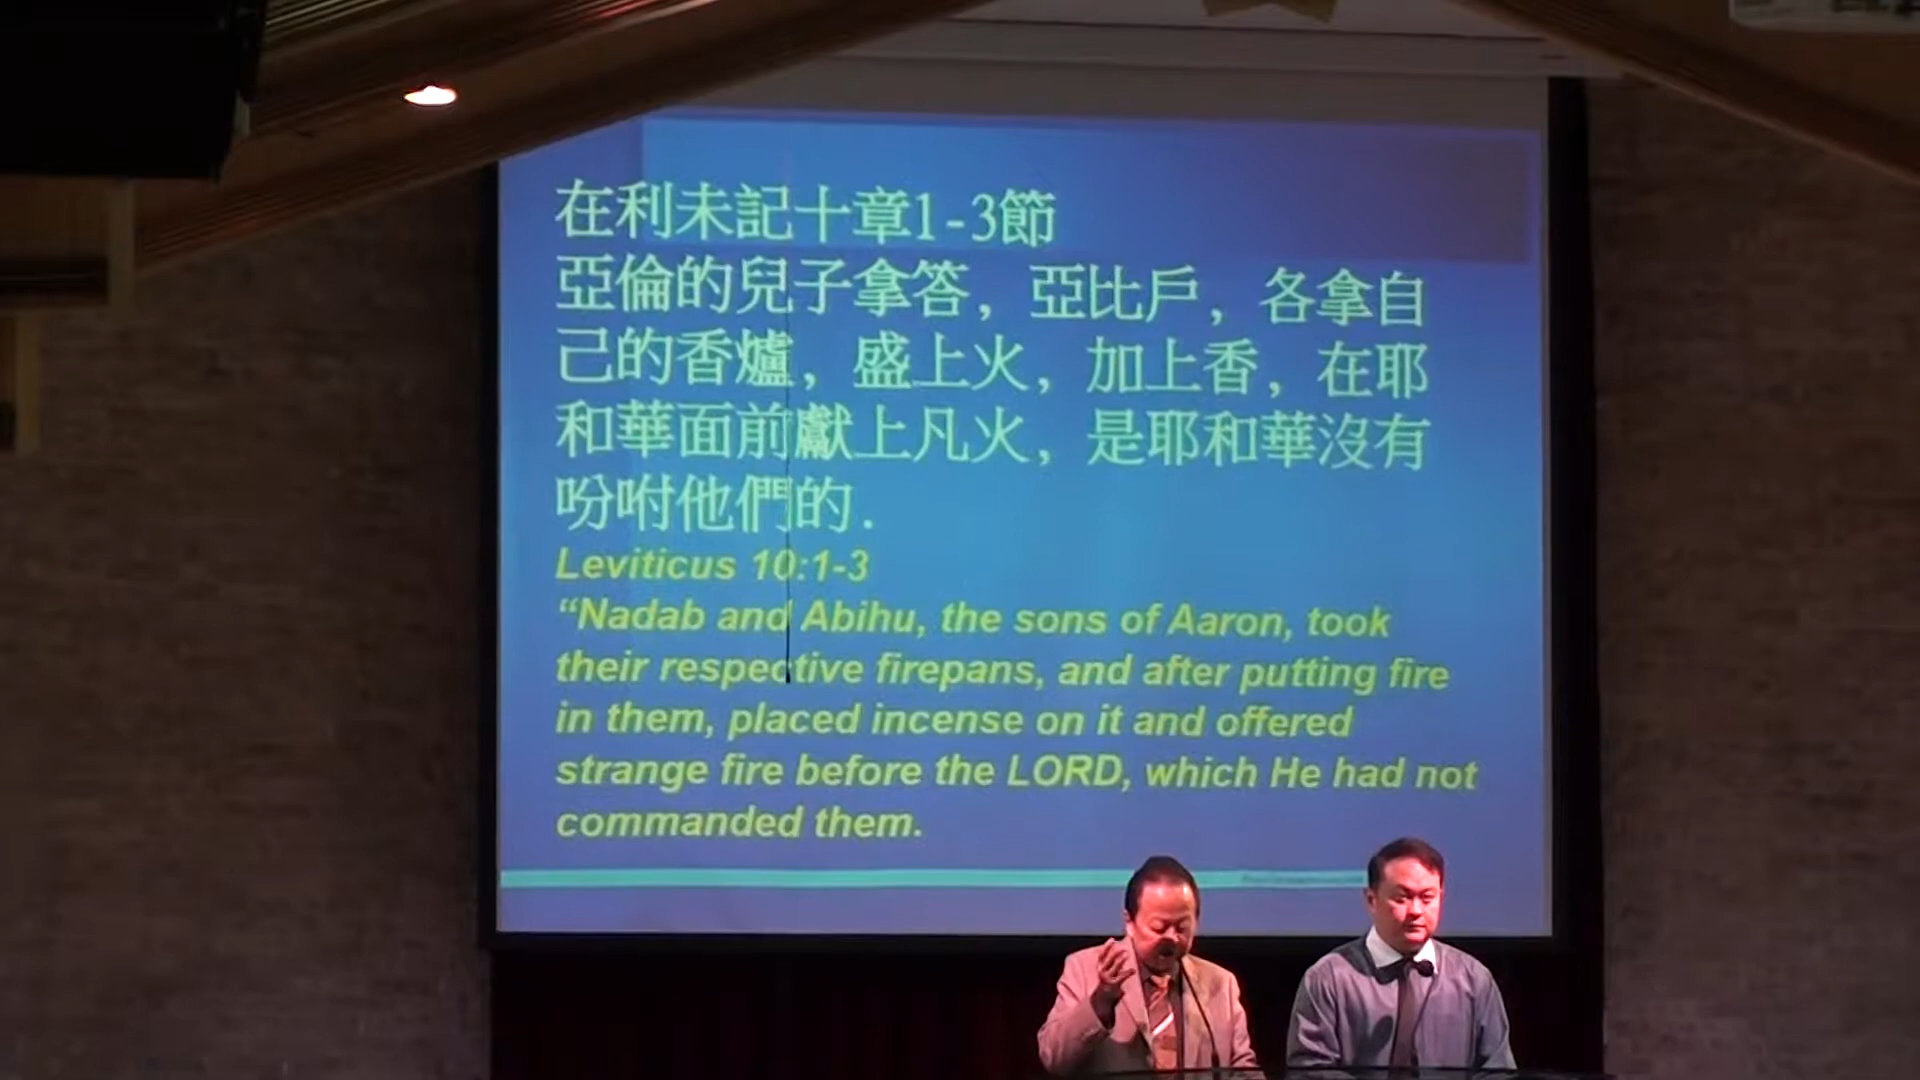 在利未記十章1-3節
亞倫的兒子拿答，亞比戶，各拿自
己的香爐，盛上火，加上香，在耶
和華面前獻上凡火，是耶和華沒有
吩咐他們的.
Leviticus 10:1-3
“Nadab and Abihu, the sons of Aaron, took
their respective firepans, and after putting fire
in them, placed incense on it and offered
strange fire before the LORD, which He had not
commanded them.